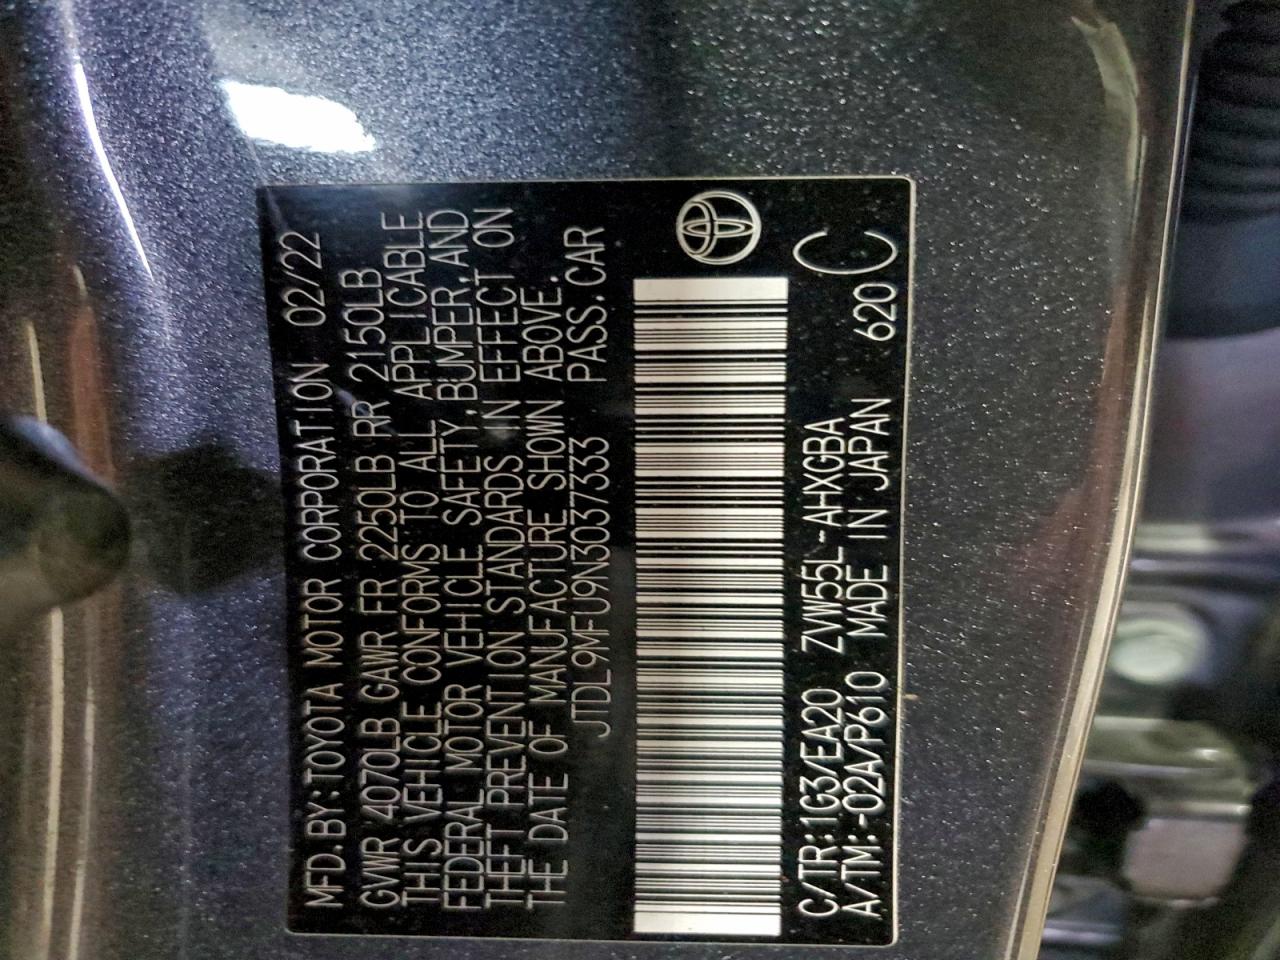 MFD.BY:TOYOTA MOTOR CORPORATION 02/22
GVWR 4070LB GAWR FR 2250LB RR 2150LB
THIS VEHICLE CONFORMS TO ALL APPLICABLE
FEDERAL MOTOR VEHICLE SAFETY,BUMPER,AND
THEFT PREVENTION STANDARDS IN EFFECT ON
THE DATE OF MANUFACTURE SHOWN ABOVE.
JTDL9MFU9N3037333 PASS.CAR
C/TR:1G3/EA20 ZVW55L-AHXGBA
A/TM:-02A/P610 MADE IN JAPAN 620 C